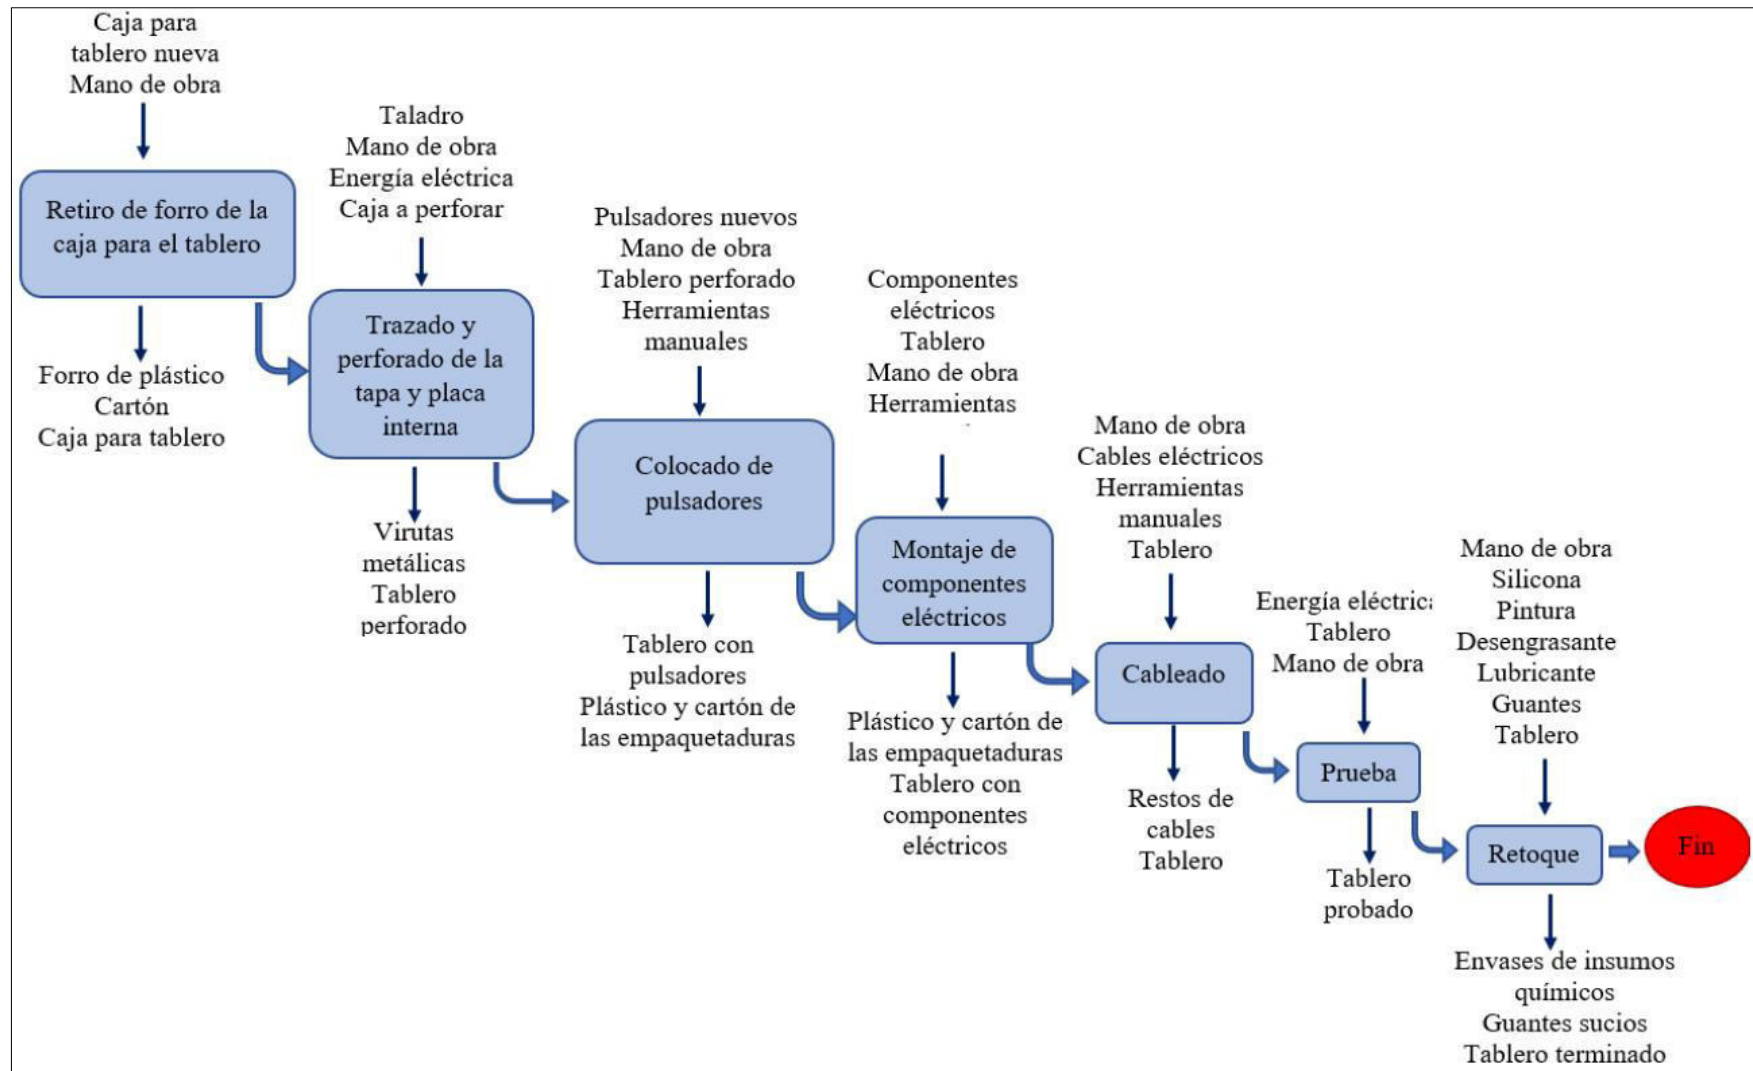 Caja para
tablero nueva
Mano de obra
Retiro de forro de la
caja para el tablero
Forro de plástico
Cartón
Caja para tablero
Taladro
Mano de obra
Energía eléctrica
Caja a perforar
Trazado y
perforado de la
tapa y placa
interna
Virutas
metálicas
Tablero
perforado
Pulsadores nuevos
Mano de obra
Tablero perforado
Herramientas
manuales
Colocado de
pulsadores
Tablero con
pulsadores
Plástico y cartón de
las empaquetaduras
Componentes
eléctricos
Tablero
Mano de obra
Herramientas
Montaje de
componentes
eléctricos
Plástico y cartón de
las empaquetaduras
Tablero con
componentes
eléctricos
Mano de obra
Cables eléctricos
Herramientas
manuales
Tablero
Cableado
Restos de
cables
Tablero
Energía eléctrica
Tablero
Mano de obra
Prueba
Tablero
probado
Mano de obra
Silicona
Pintura
Desengrasante
Lubricante
Guantes
Tablero
Retoque
Envases de insumos
químicos
Guantes sucios
Tablero terminado
Fin